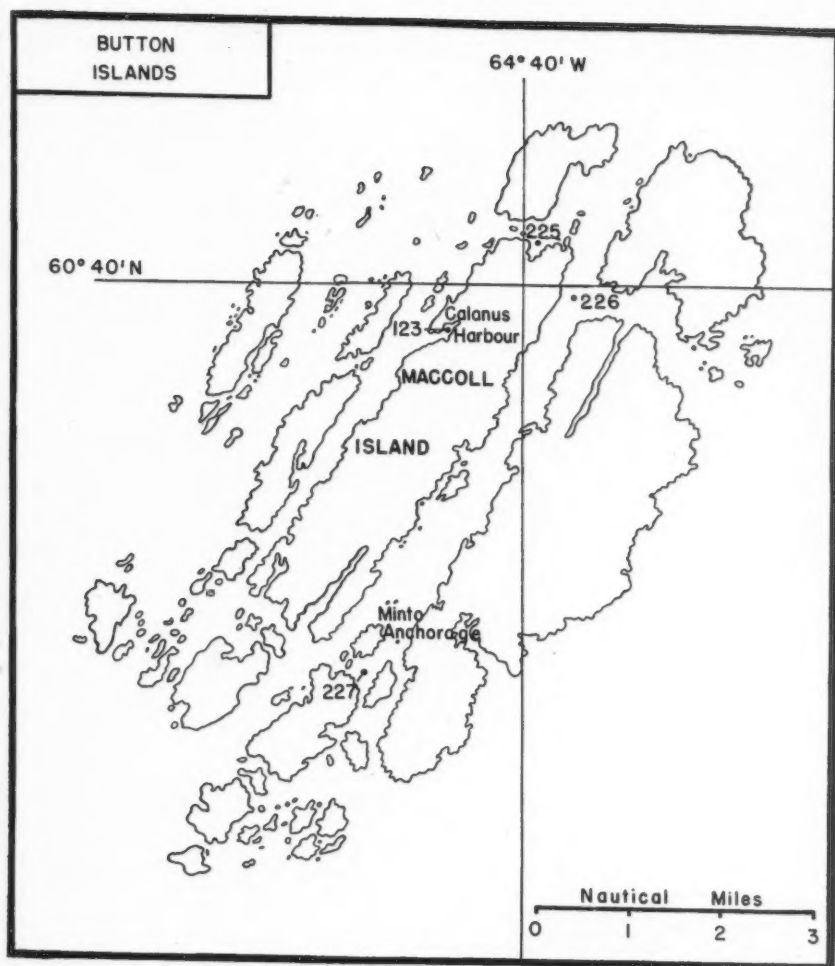 BUTTON
ISLANDS
64° 40' W
225
60° 40' N
226
Calanus
123
Harbour
MACCOLL
ISLAND
Minto
Anchorage
227
Nautical Miles
0 1 2 3